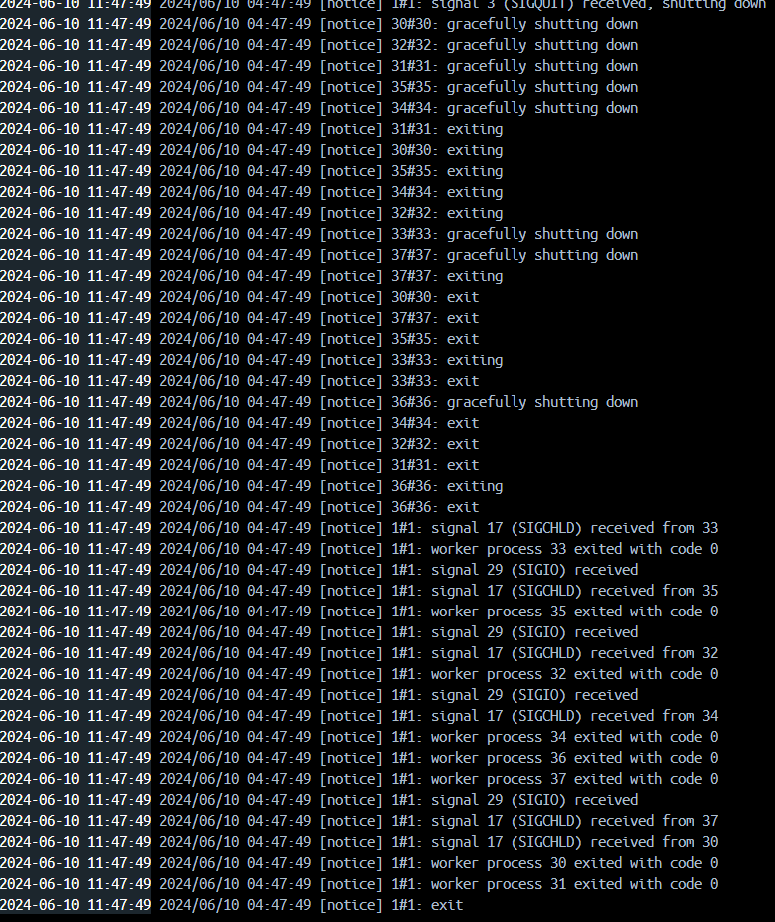 2024-06-10 11:47:49 2024/06/10 04:47:49 [notice] 1#1: signal 3 (SIGQUIT) received, shutting down
2024-06-10 11:47:49 2024/06/10 04:47:49 [notice] 30#30: gracefully shutting down
2024-06-10 11:47:49 2024/06/10 04:47:49 [notice] 32#32: gracefully shutting down
2024-06-10 11:47:49 2024/06/10 04:47:49 [notice] 31#31: gracefully shutting down
2024-06-10 11:47:49 2024/06/10 04:47:49 [notice] 35#35: gracefully shutting down
2024-06-10 11:47:49 2024/06/10 04:47:49 [notice] 34#34: gracefully shutting down
2024-06-10 11:47:49 2024/06/10 04:47:49 [notice] 31#31: exiting
2024-06-10 11:47:49 2024/06/10 04:47:49 [notice] 30#30: exiting
2024-06-10 11:47:49 2024/06/10 04:47:49 [notice] 35#35: exiting
2024-06-10 11:47:49 2024/06/10 04:47:49 [notice] 34#34: exiting
2024-06-10 11:47:49 2024/06/10 04:47:49 [notice] 32#32: exiting
2024-06-10 11:47:49 2024/06/10 04:47:49 [notice] 33#33: gracefully shutting down
2024-06-10 11:47:49 2024/06/10 04:47:49 [notice] 37#37: gracefully shutting down
2024-06-10 11:47:49 2024/06/10 04:47:49 [notice] 37#37: exiting
2024-06-10 11:47:49 2024/06/10 04:47:49 [notice] 30#30: exit
2024-06-10 11:47:49 2024/06/10 04:47:49 [notice] 37#37: exit
2024-06-10 11:47:49 2024/06/10 04:47:49 [notice] 35#35: exit
2024-06-10 11:47:49 2024/06/10 04:47:49 [notice] 33#33: exiting
2024-06-10 11:47:49 2024/06/10 04:47:49 [notice] 33#33: exit
2024-06-10 11:47:49 2024/06/10 04:47:49 [notice] 36#36: gracefully shutting down
2024-06-10 11:47:49 2024/06/10 04:47:49 [notice] 34#34: exit
2024-06-10 11:47:49 2024/06/10 04:47:49 [notice] 32#32: exit
2024-06-10 11:47:49 2024/06/10 04:47:49 [notice] 31#31: exit
2024-06-10 11:47:49 2024/06/10 04:47:49 [notice] 36#36: exiting
2024-06-10 11:47:49 2024/06/10 04:47:49 [notice] 36#36: exit
2024-06-10 11:47:49 2024/06/10 04:47:49 [notice] 1#1: signal 17 (SIGCHLD) received from 33
2024-06-10 11:47:49 2024/06/10 04:47:49 [notice] 1#1: worker process 33 exited with code 0
2024-06-10 11:47:49 2024/06/10 04:47:49 [notice] 1#1: signal 29 (SIGIO) received
2024-06-10 11:47:49 2024/06/10 04:47:49 [notice] 1#1: signal 17 (SIGCHLD) received from 35
2024-06-10 11:47:49 2024/06/10 04:47:49 [notice] 1#1: worker process 35 exited with code 0
2024-06-10 11:47:49 2024/06/10 04:47:49 [notice] 1#1: signal 29 (SIGIO) received
2024-06-10 11:47:49 2024/06/10 04:47:49 [notice] 1#1: signal 17 (SIGCHLD) received from 32
2024-06-10 11:47:49 2024/06/10 04:47:49 [notice] 1#1: worker process 32 exited with code 0
2024-06-10 11:47:49 2024/06/10 04:47:49 [notice] 1#1: signal 29 (SIGIO) received
2024-06-10 11:47:49 2024/06/10 04:47:49 [notice] 1#1: signal 17 (SIGCHLD) received from 34
2024-06-10 11:47:49 2024/06/10 04:47:49 [notice] 1#1: worker process 34 exited with code 0
2024-06-10 11:47:49 2024/06/10 04:47:49 [notice] 1#1: worker process 36 exited with code 0
2024-06-10 11:47:49 2024/06/10 04:47:49 [notice] 1#1: worker process 37 exited with code 0
2024-06-10 11:47:49 2024/06/10 04:47:49 [notice] 1#1: signal 29 (SIGIO) received
2024-06-10 11:47:49 2024/06/10 04:47:49 [notice] 1#1: signal 17 (SIGCHLD) received from 37
2024-06-10 11:47:49 2024/06/10 04:47:49 [notice] 1#1: signal 17 (SIGCHLD) received from 30
2024-06-10 11:47:49 2024/06/10 04:47:49 [notice] 1#1: worker process 30 exited with code 0
2024-06-10 11:47:49 2024/06/10 04:47:49 [notice] 1#1: worker process 31 exited with code 0
2024-06-10 11:47:49 2024/06/10 04:47:49 [notice] 1#1: exit